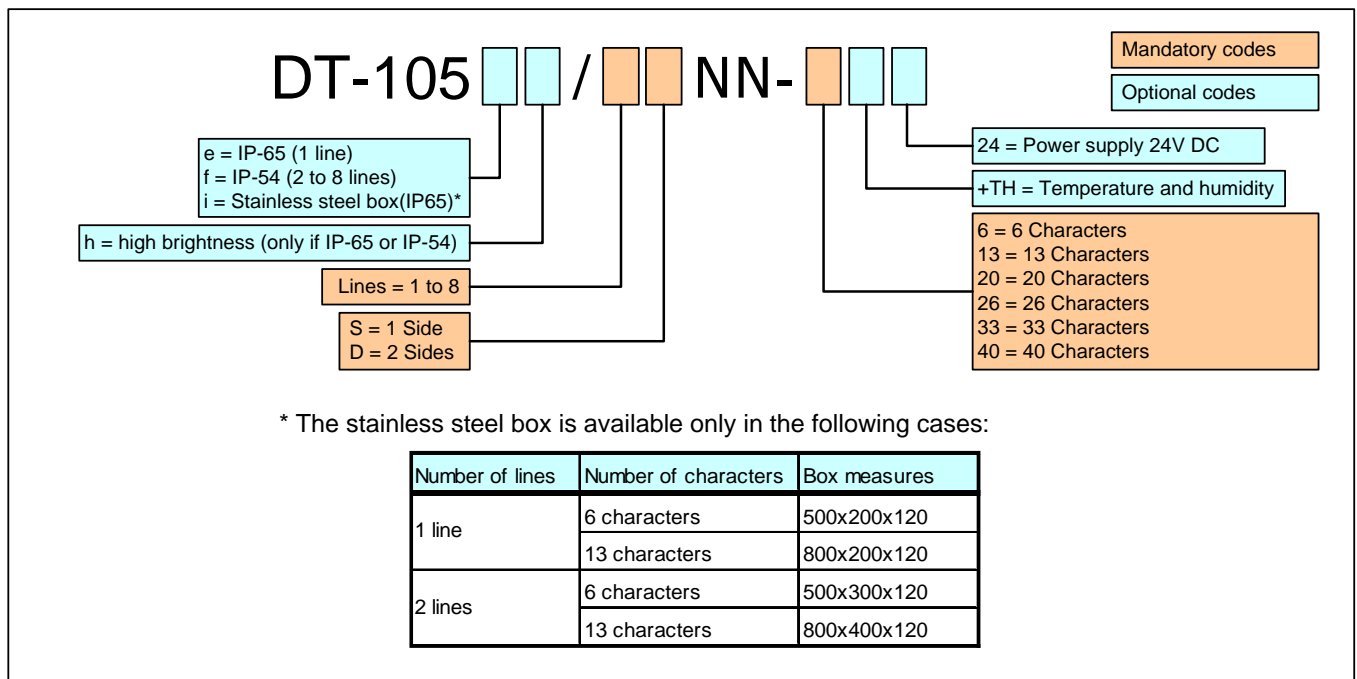 DT-105 / NN-
Mandatory codes
Optional codes
e = IP-65 (1 line)
f = IP-54 (2 to 8 lines)
i = Stainless steel box(IP65)*
h = high brightness (only if IP-65 or IP-54)
Lines = 1 to 8
S = 1 Side
D = 2 Sides
24 = Power supply 24V DC
+TH = Temperature and humidity
6 = 6 Characters
13 = 13 Characters
20 = 20 Characters
26 = 26 Characters
33 = 33 Characters
40 = 40 Characters
* The stainless steel box is available only in the following cases:
Number of lines Number of characters Box measures
1 line 6 characters 500x200x120
13 characters 800x200x120
2 lines 6 characters 500x300x120
13 characters 800x400x120